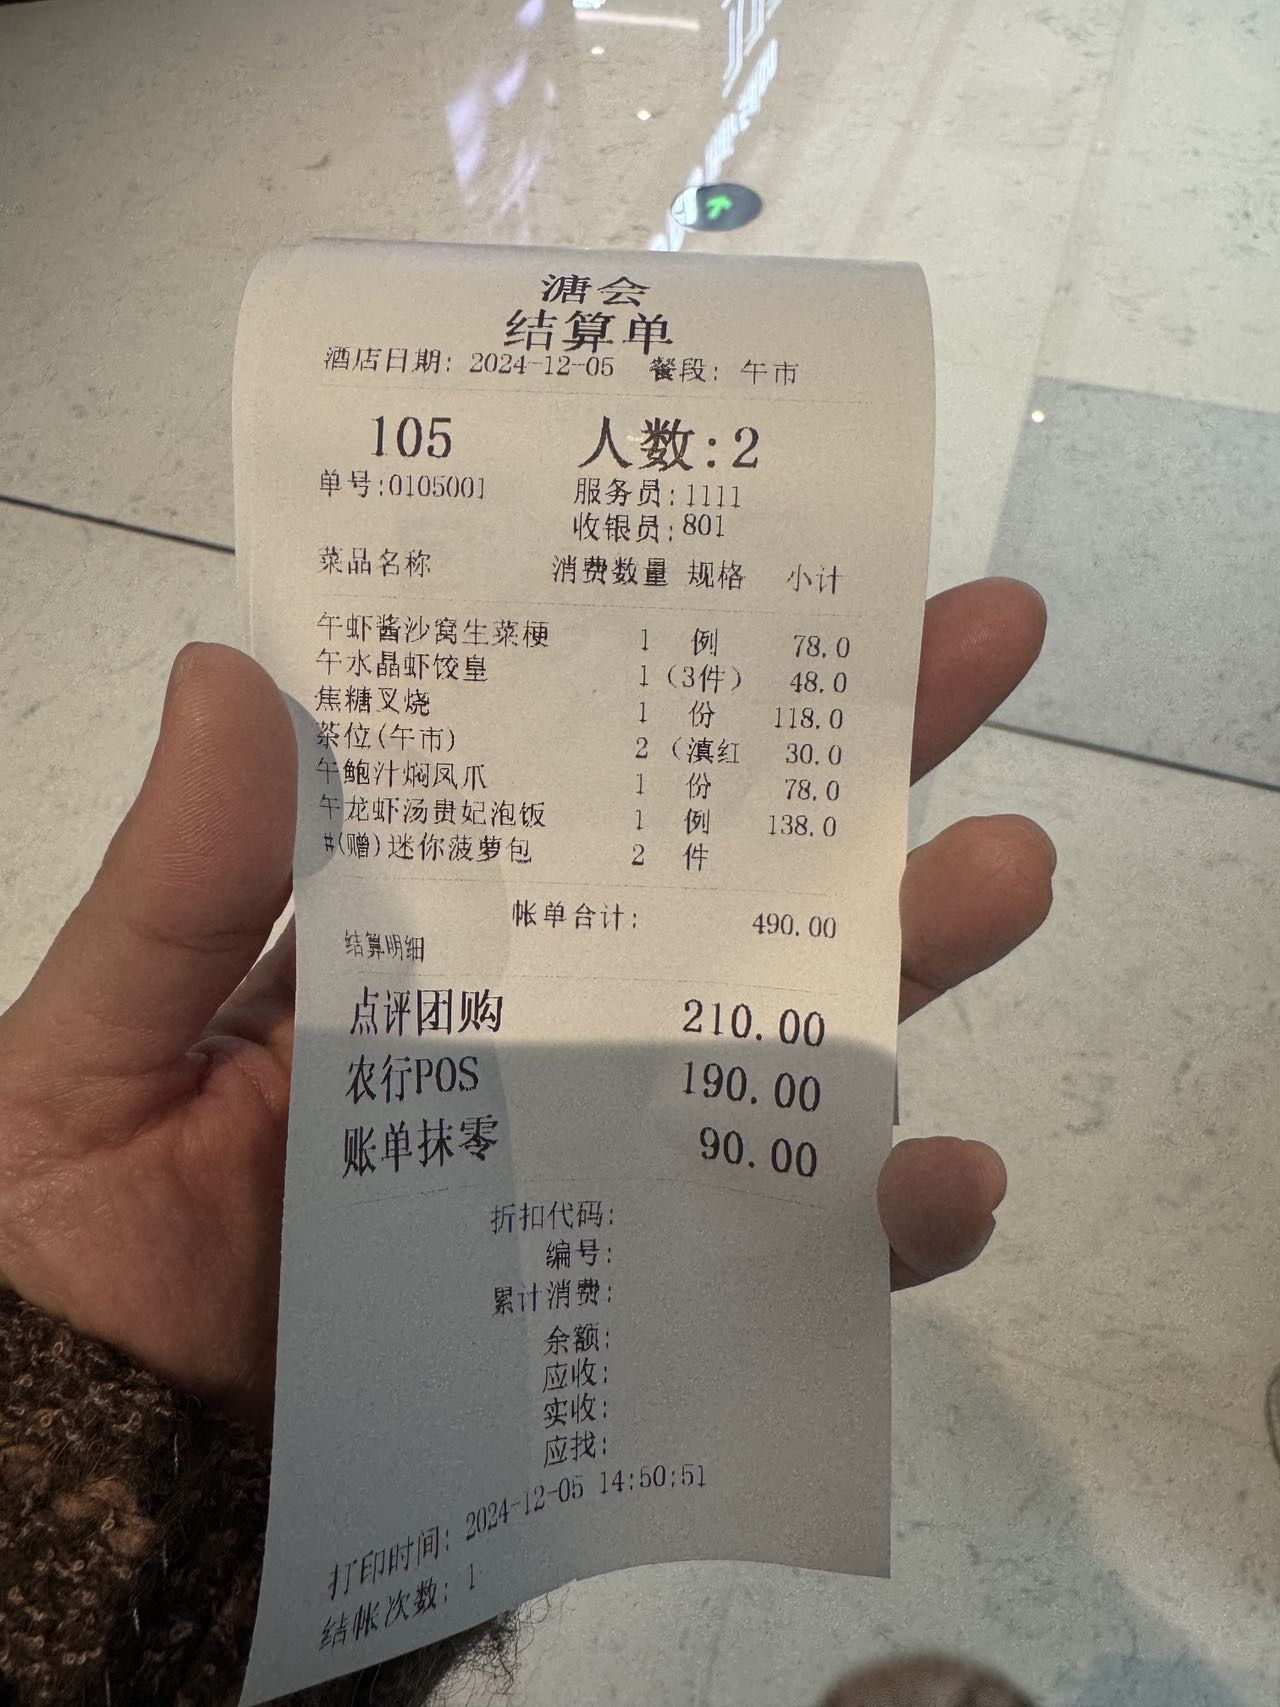 溏会
结算单
酒店日期: 2024-12-05 餐段: 午市
105 人数:2
单号:0105001 服务员:1111
收银员:801
菜品名称 消费数量 规格 小计
午虾酱沙窝生菜梗 1 例 78.0
午水晶虾饺皇 1 (3件) 48.0
焦糖叉烧 1 份 118.0
茶位(午市) 2 (滇红 30.0
午鲍汁焖凤爪 1 份 78.0
午龙虾汤贵妃泡饭 1 例 138.0
#(赠)迷你菠萝包 2 件
帐单合计: 490.00
结算明细
点评团购 210.00
农行POS 190.00
账单抹零 90.00
折扣代码:
编号:
累计消费:
余额:
应收:
实收:
应找:
打印时间: 2024-12-05 14:50:51
结帐次数: 1